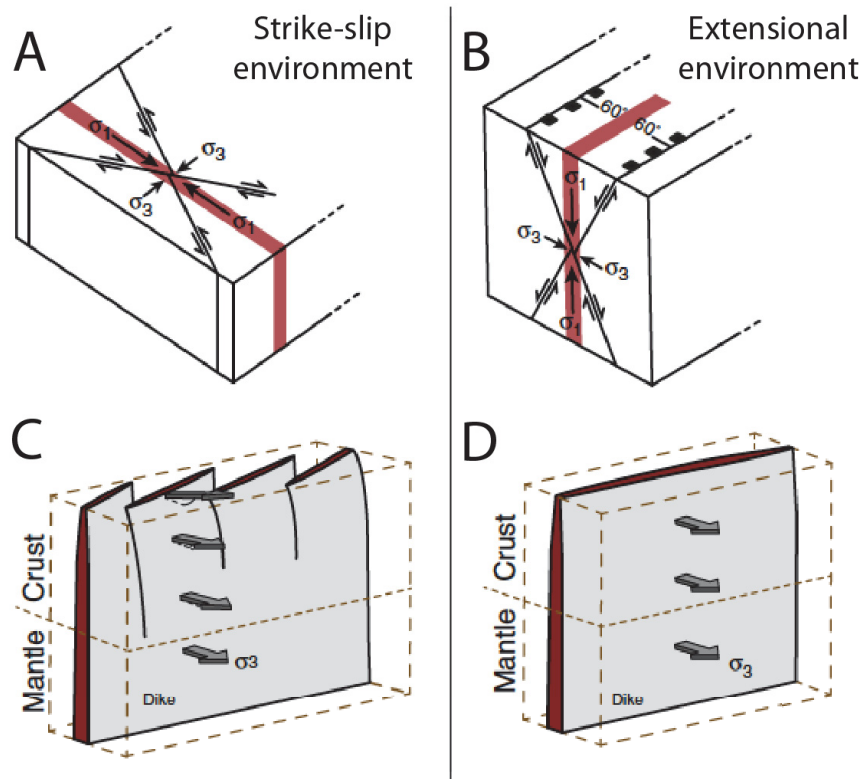 A
Strike-slip
environment
σ1
σ3
σ3
σ1
B
Extensional
environment
60°
60°
σ1
σ3
σ3
σ1
C
Crust
Mantle
σ3
Dike
D
Crust
Mantle
σ3
Dike